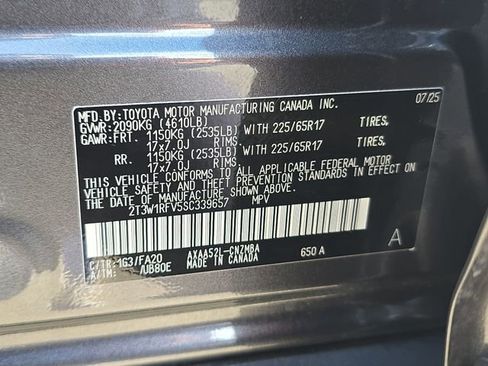 MFD.BY:TOYOTA MOTOR MANUFACTURING CANADA INC. 07/25
GVWR:2090KG (4610LB)
GAWR:FRT. 1150KG (2535LB) WITH 225/65R17 TIRES,
17x7.0J RIMS
RR. 1150KG (2535LB) WITH 225/65R17 TIRES,
17x7.0J RIMS
THIS VEHICLE CONFORMS TO ALL APPLICABLE FEDERAL MOTOR
VEHICLE SAFETY AND THEFT PREVENTION STANDARDS IN EFFECT ON
THE DATE OF MANUFACTURE SHOWN ABOVE.
2T3W1RFV5SC339657 MPV
C/TR:1G3/FA20 AXAA52L-CNZMBA 650A A
A/TM: /UB80E MADE IN CANADA